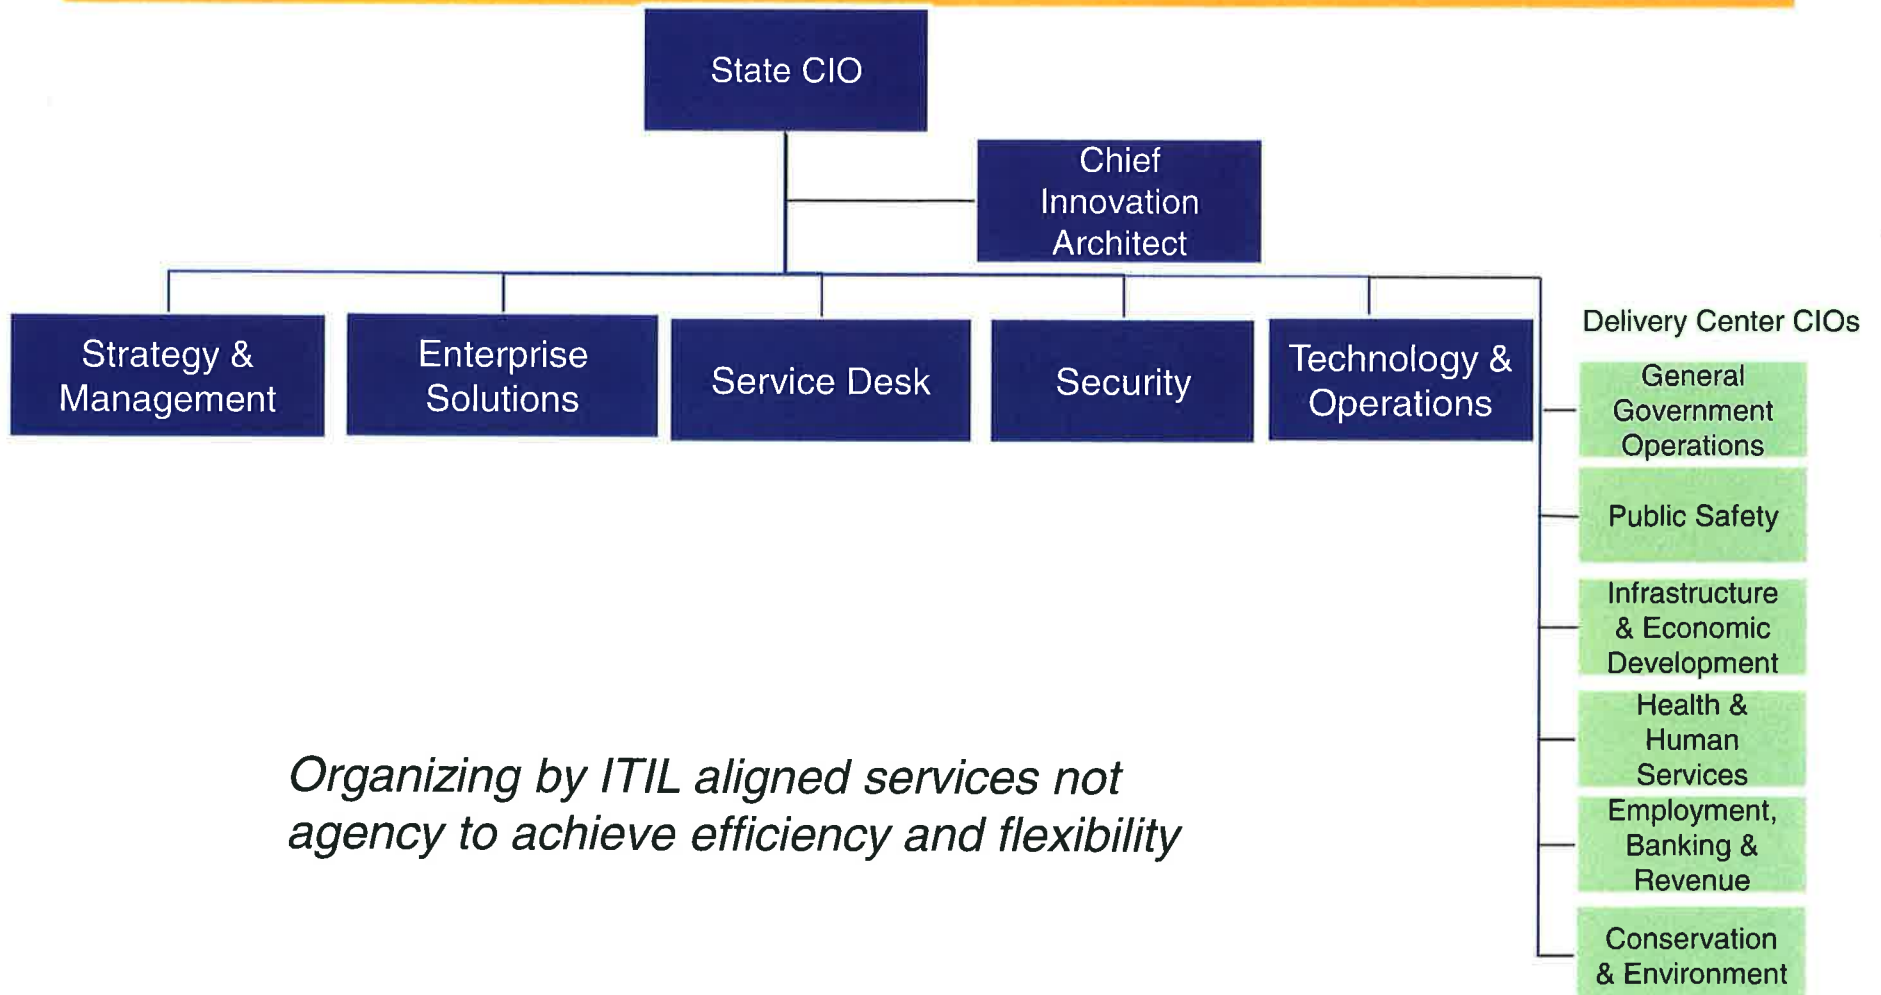 State CIO
Chief
Innovation
Architect
Strategy &
Management
Enterprise
Solutions
Service Desk
Security
Technology &
Operations
Delivery Center CIOs
General
Government
Operations
Public Safety
Infrastructure
& Economic
Development
Health &
Human
Services
Employment,
Banking &
Revenue
Conservation
& Environment
Organizing by ITIL aligned services not
agency to achieve efficiency and flexibility